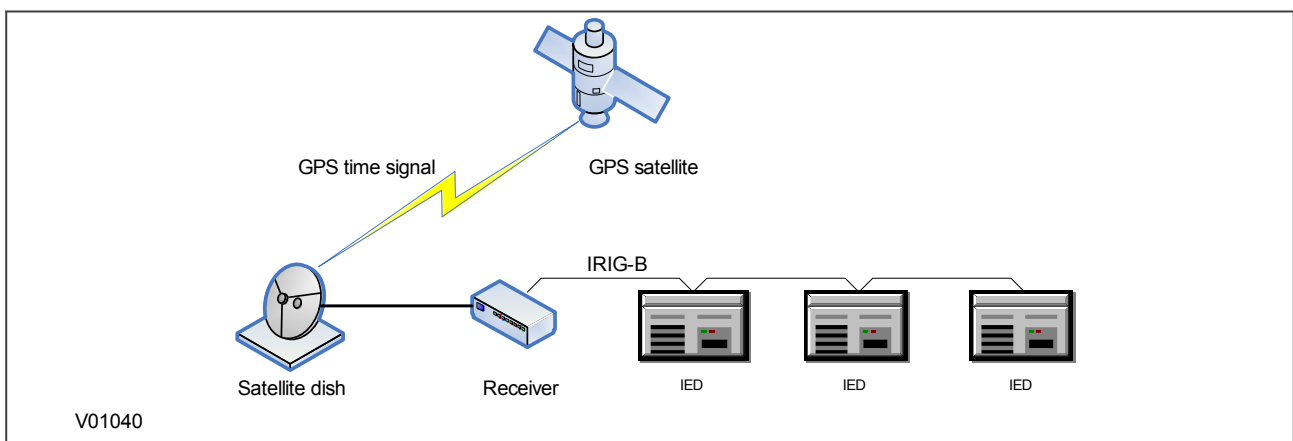 GPS time signal
GPS satellite
IRIG-B
Satellite dish
Receiver
IED
IED
IED
V01040